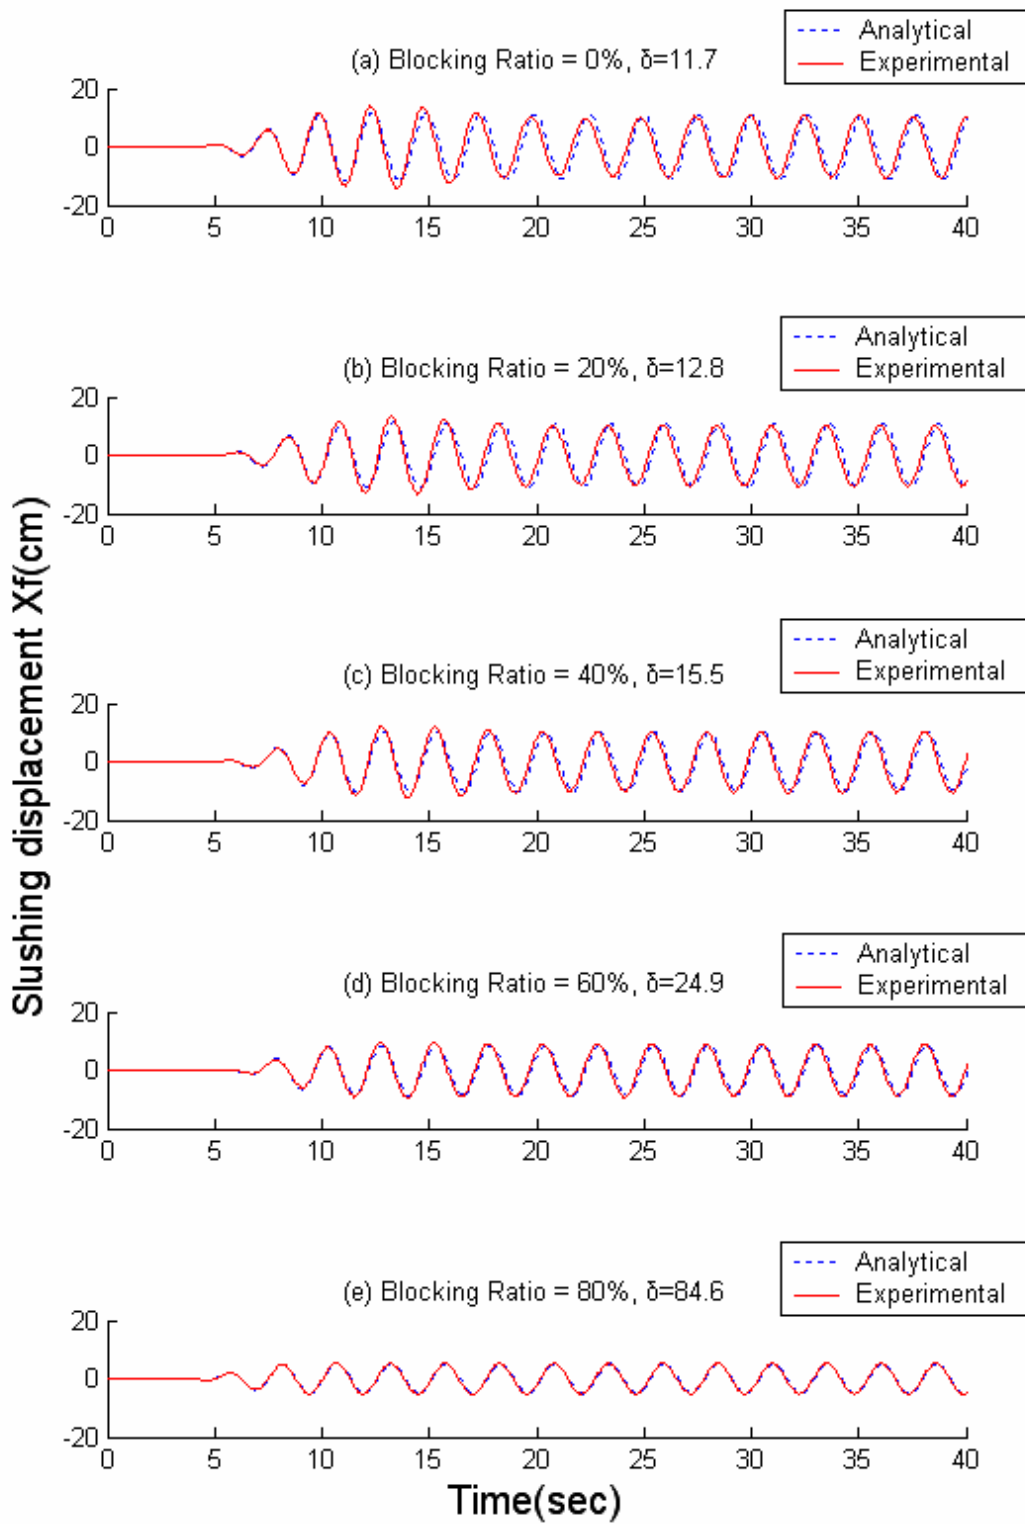 Analytical
(a) Blocking Ratio = 0%, δ=11.7
Experimental
20
0
-20
0 5 10 15 20 25 30 35 40
Analytical
(b) Blocking Ratio = 20%, δ=12.8
Experimental
20
0
-20
0 5 10 15 20 25 30 35 40
Slushing displacement Xf(cm)
Analytical
(c) Blocking Ratio = 40%, δ=15.5
Experimental
20
0
-20
0 5 10 15 20 25 30 35 40
Analytical
(d) Blocking Ratio = 60%, δ=24.9
Experimental
20
0
-20
0 5 10 15 20 25 30 35 40
Analytical
(e) Blocking Ratio = 80%, δ=84.6
Experimental
20
0
-20
0 5 10 15 20 25 30 35 40
Time(sec)